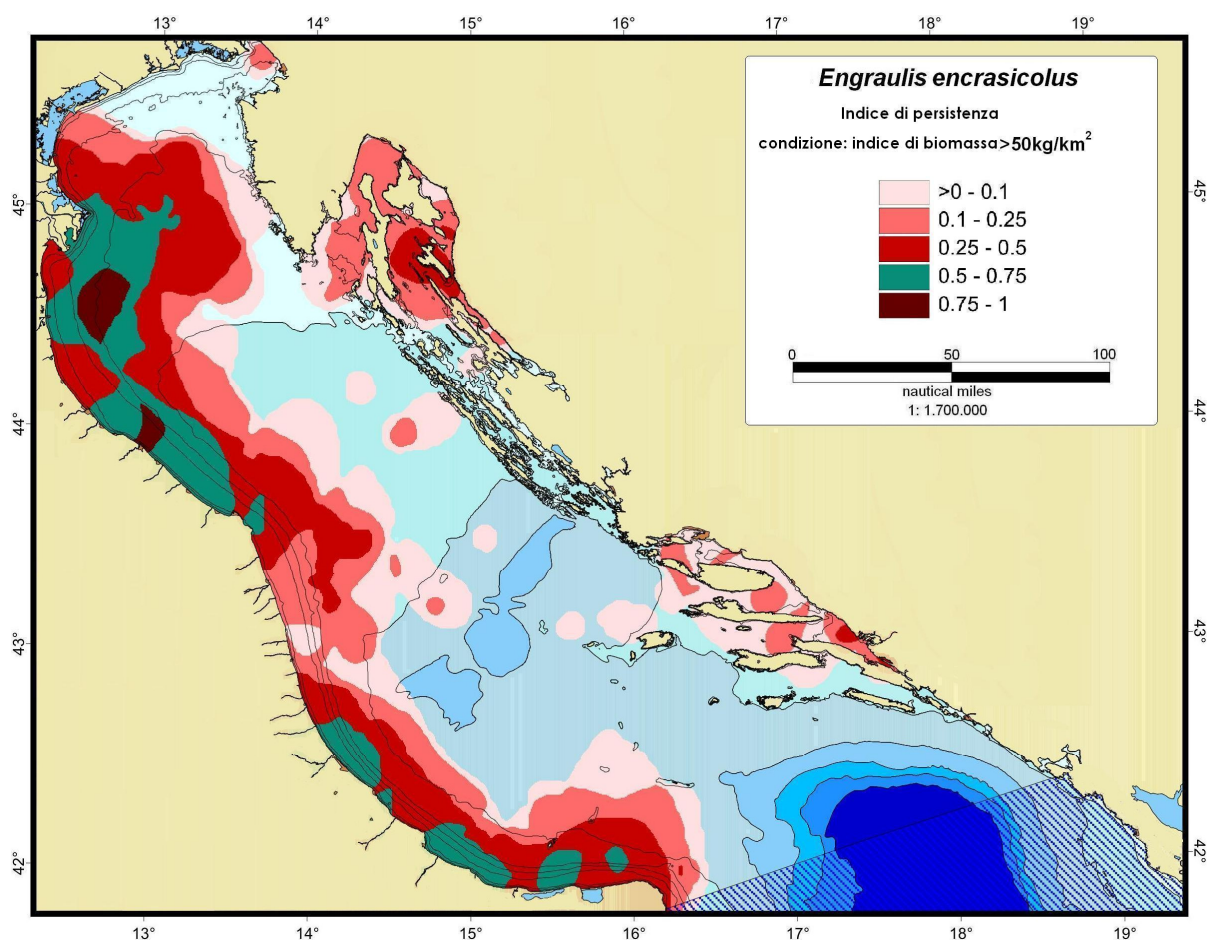 13° 14° 15° 16° 17° 18° 19°
Engraulis encrasicolus
Indice di persistenza
condizione: indice di biomassa>50kg/km²
>0 - 0.1
0.1 - 0.25
0.25 - 0.5
0.5 - 0.75
0.75 - 1
0 50 100
nautical miles
1: 1.700.000
45° 45°
44° 44°
43° 43°
42° 42°
13° 14° 15° 16° 17° 18° 19°